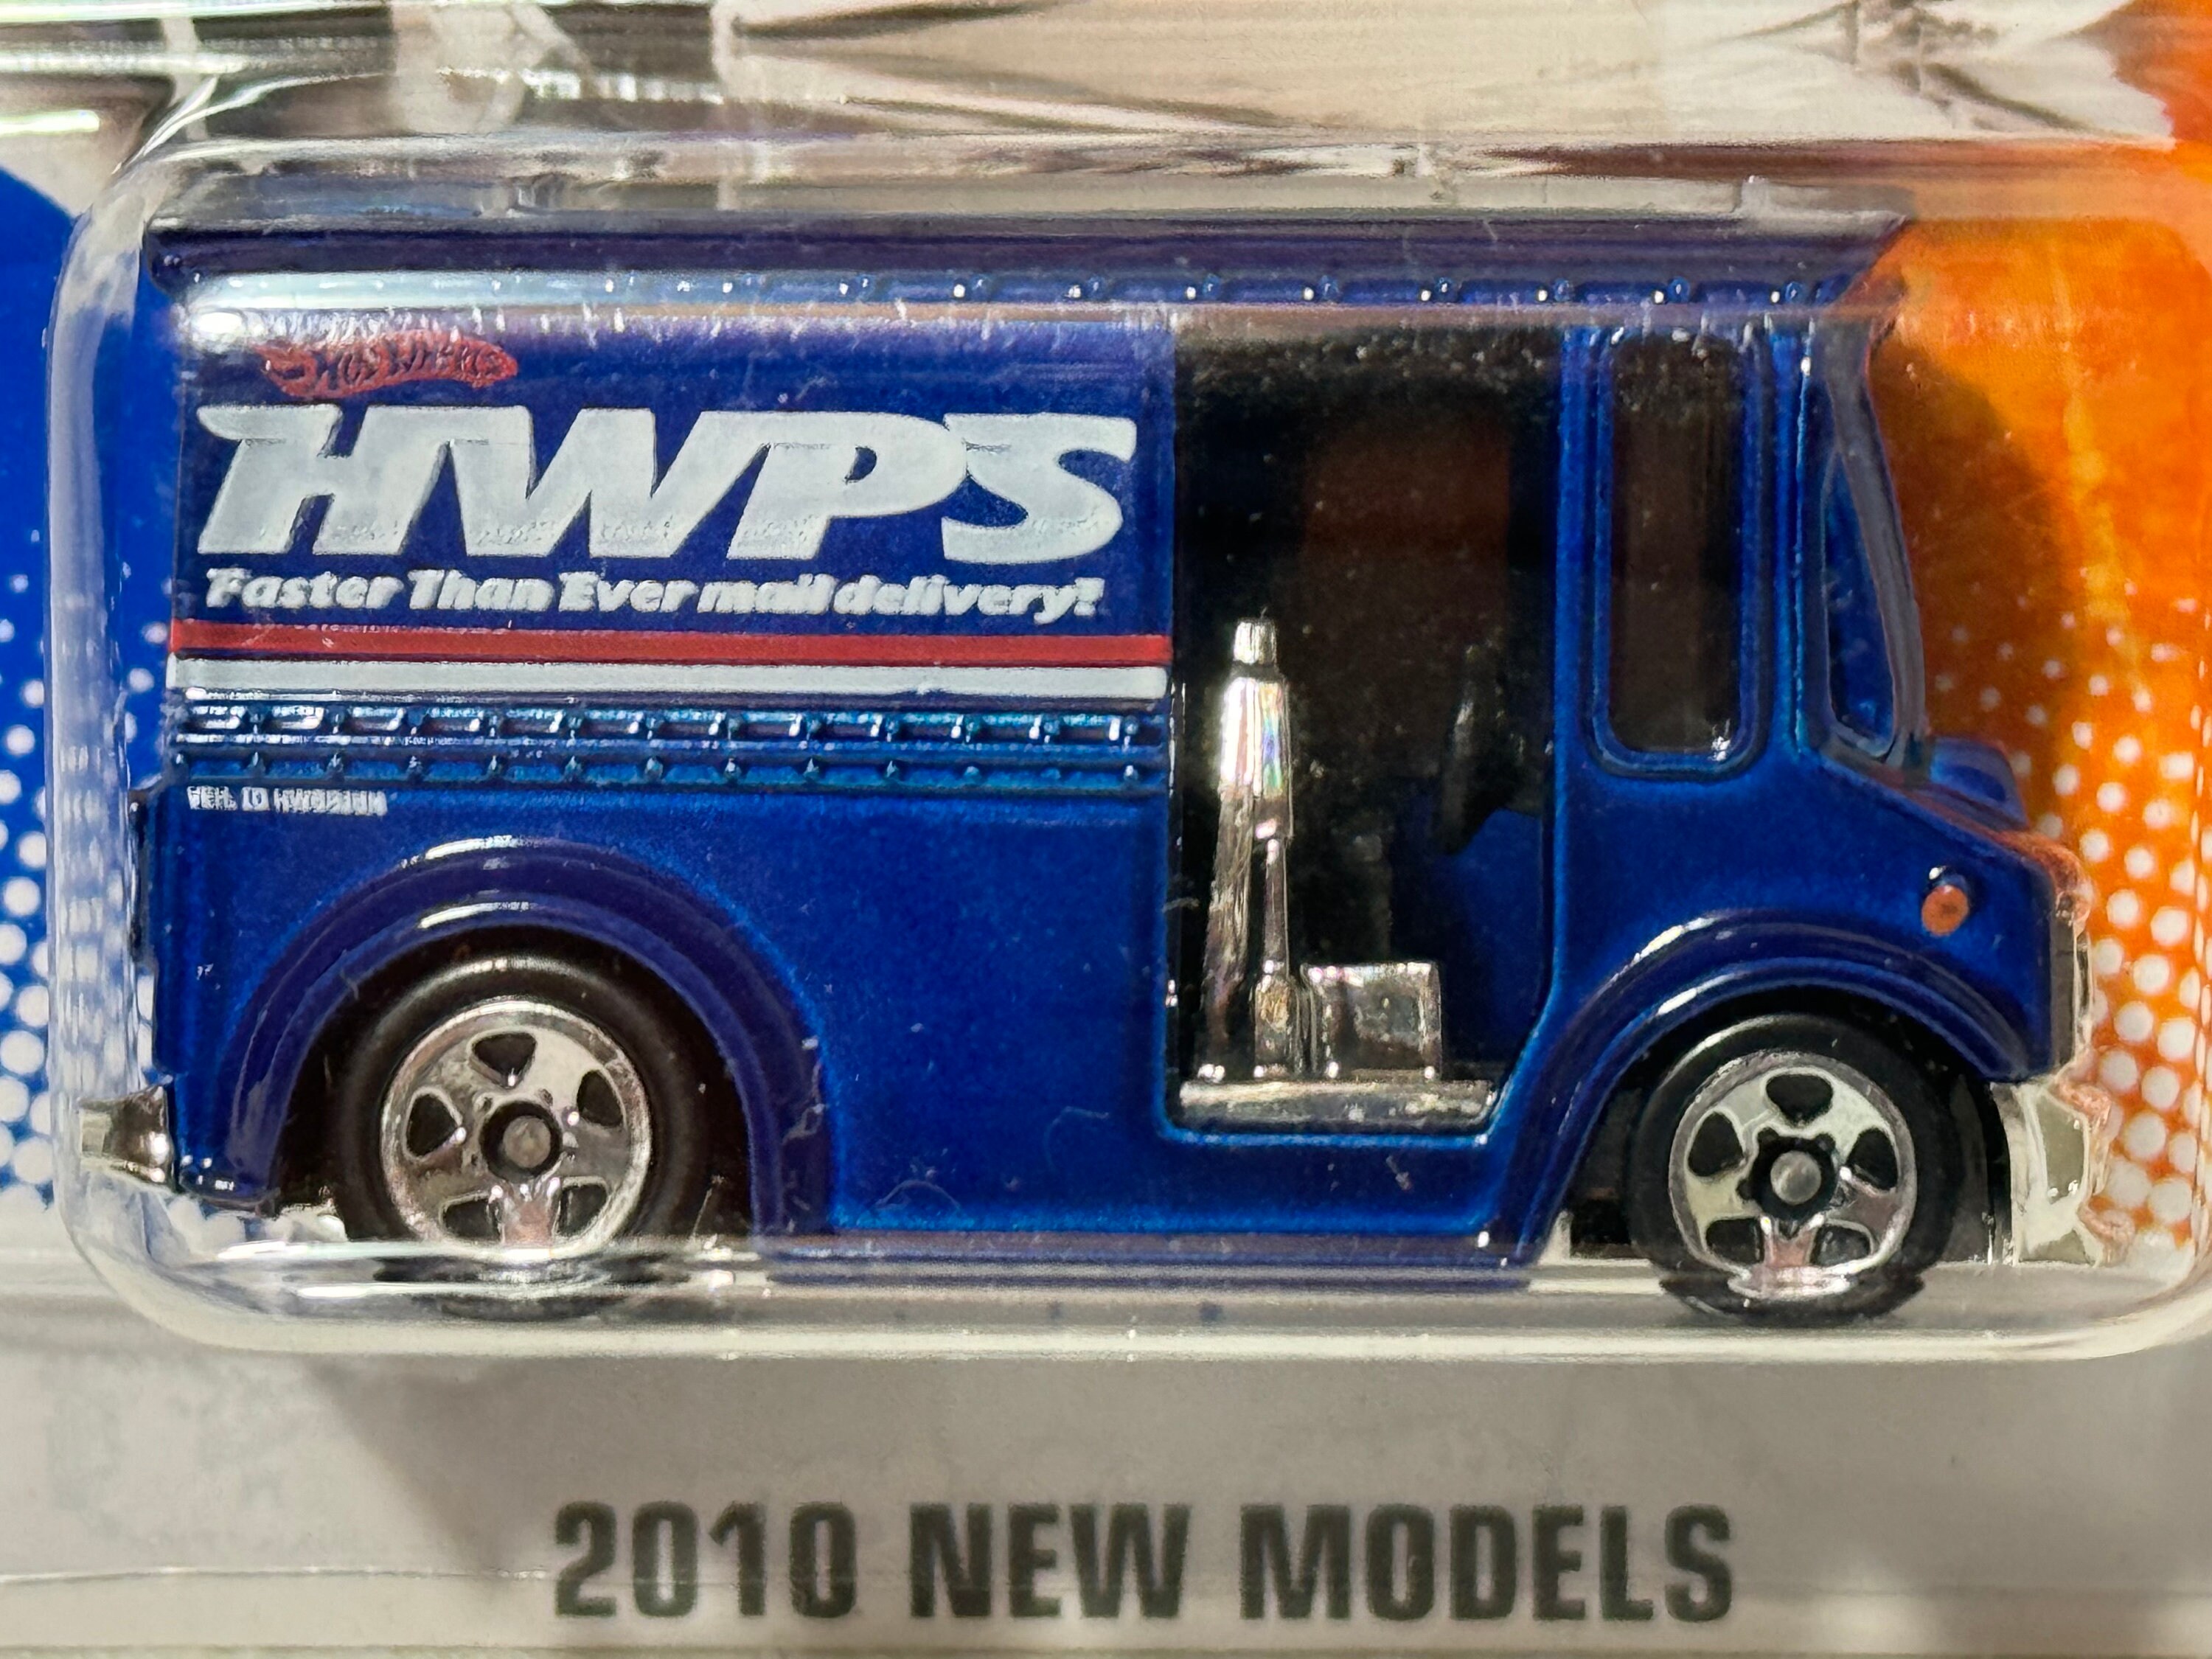 HOT WHEELS
HWPS
Faster Than Ever mail delivery!
2010 NEW MODELS